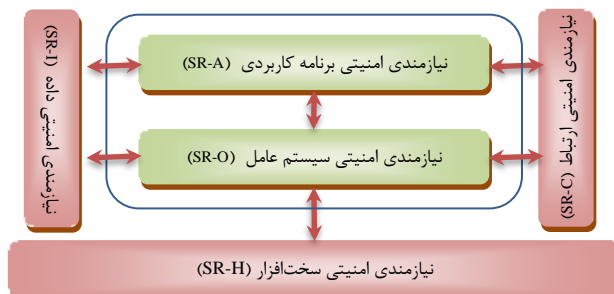 نیازمندی امنیتی ارتباط (SR-C)
نیازمندی امنیتی برنامه کاربردی (SR-A)
نیازمندی امنیتی داده (SR-I)
نیازمندی امنیتی سیستم عامل (SR-O)
نیازمندی امنیتی سخت‌افزار (SR-H)